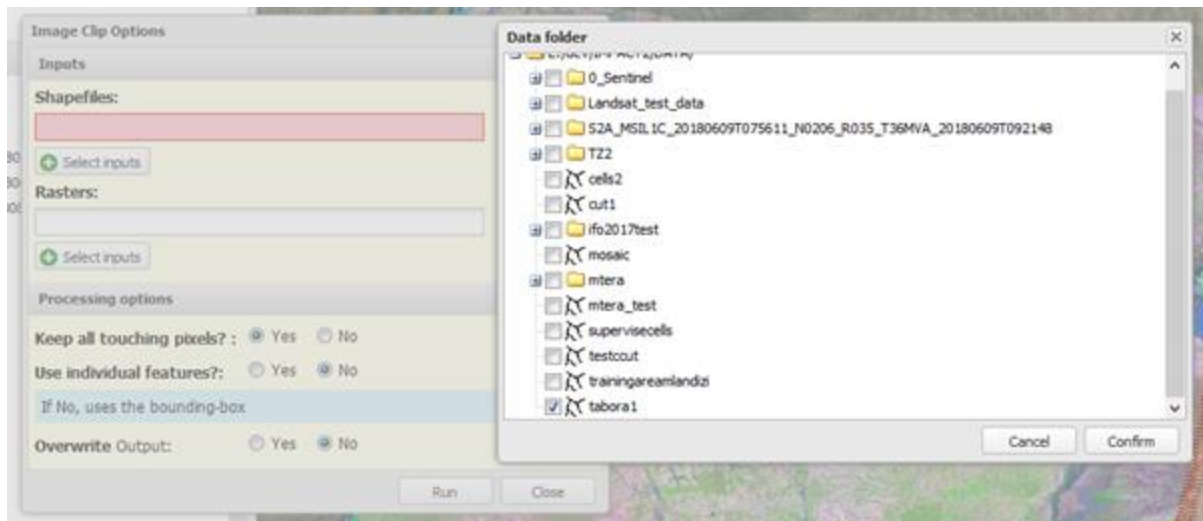 Image Clip Options
Inputs
Shapefiles:
Select inputs
Rasters:
Select inputs
Processing options
Keep all touching pixels? : Yes No
Use individual features?: Yes No
If No, uses the bounding-box
Overwrite Output: Yes No
Run Close
Data folder
0_Sentinel
Landsat_test_data
S2A_MSIL1C_20180609T075611_N0206_R035_T36MVA_20180609T092148
TZ2
cells2
cut1
ifo2017test
mosaic
mtera
mtera_test
supervisecells
testcout
trainingareamlandizi
tabora1
Cancel Confirm